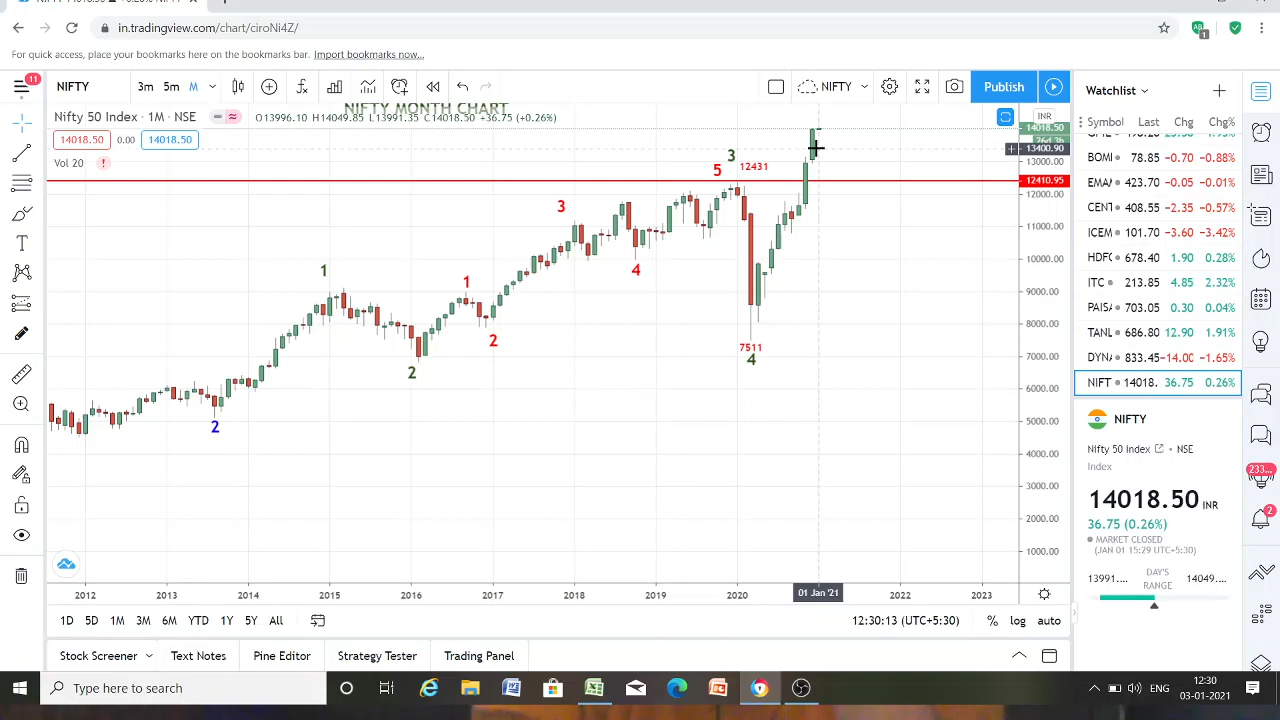 in.tradingview.com/chart/ciroNi4Z/
1
For quick access, place your bookmarks here on the bookmarks bar. Import bookmarks now...
11
NIFTY 3m 5m M NIFTY Publish
Watchlist
NIFTY MONTH CHART
Nifty 50 Index · 1M · NSE O13996.10 H14049.85 L13991.35 C14018.50 +36.75 (+0.26%)
14018.50 0.00 14018.50
Vol 20 !
INR
14018.50
13400.90
13000.00
12410.95
12000.00
11000.00
10000.00
9000.00
8000.00
7000.00
6000.00
5000.00
4000.00
3000.00
2000.00
1000.00
3
5 12431
3
1 4
1
2
2
7511
4
2
2012 2013 2014 2015 2016 2017 2018 2019 2020 01 Jan '21 2022 2023
1D 5D 1M 3M 6M YTD 1Y 5Y All 12:30:13 (UTC+5:30) % log auto
Stock Screener Text Notes Pine Editor Strategy Tester Trading Panel
Symbol Last Chg Chg%
BOMI 78.85 -0.70 -0.88%
EMA 423.70 -0.05 -0.01%
CENT 408.55 -2.35 -0.57%
ICEM 101.70 -3.60 -3.42%
HDFC 678.40 1.90 0.28%
ITC 213.85 4.85 2.32%
PAISA 703.05 0.30 0.04%
TANL 686.80 12.90 1.91%
DYNA 833.45 -14.00 -1.65%
NIFT 14018. 36.75 0.26%
NIFTY
Nifty 50 Index • NSE
Index
14018.50 INR
36.75 (0.26%)
MARKET CLOSED
(JAN 01 15:29 UTC+5:30)
13991.... DAY'S RANGE 14049....
233...
2
Type here to search
ENG
12:30
03-01-2021